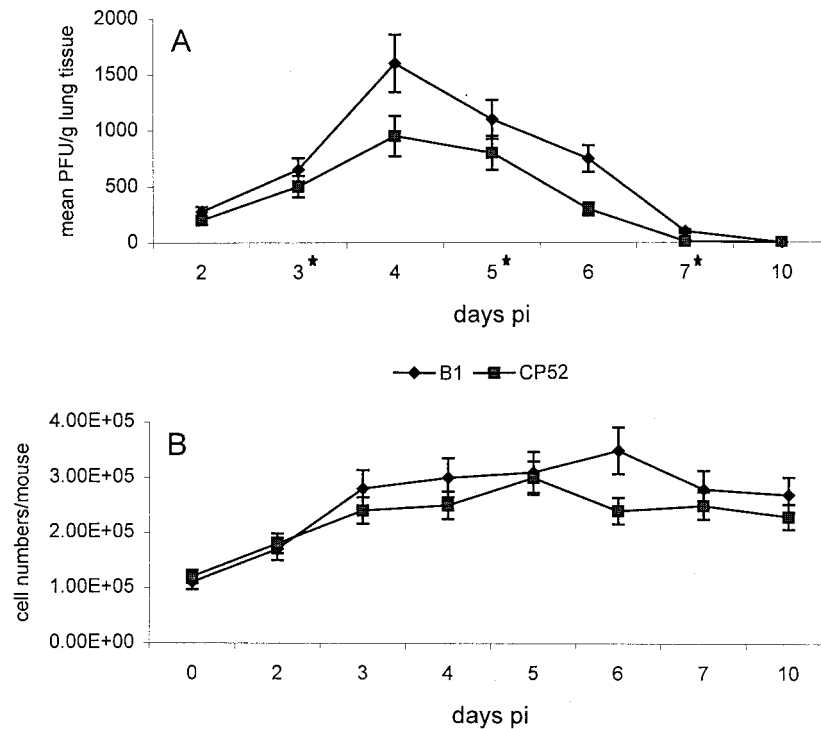 A
mean PFU/g lung tissue
2000
1500
1000
500
0
2 3* 4 5* 6 7* 10
days pi
B1 CP52
B
cell numbers/mouse
4.00E+05
3.00E+05
2.00E+05
1.00E+05
0.00E+00
0 2 3 4 5 6 7 10
days pi